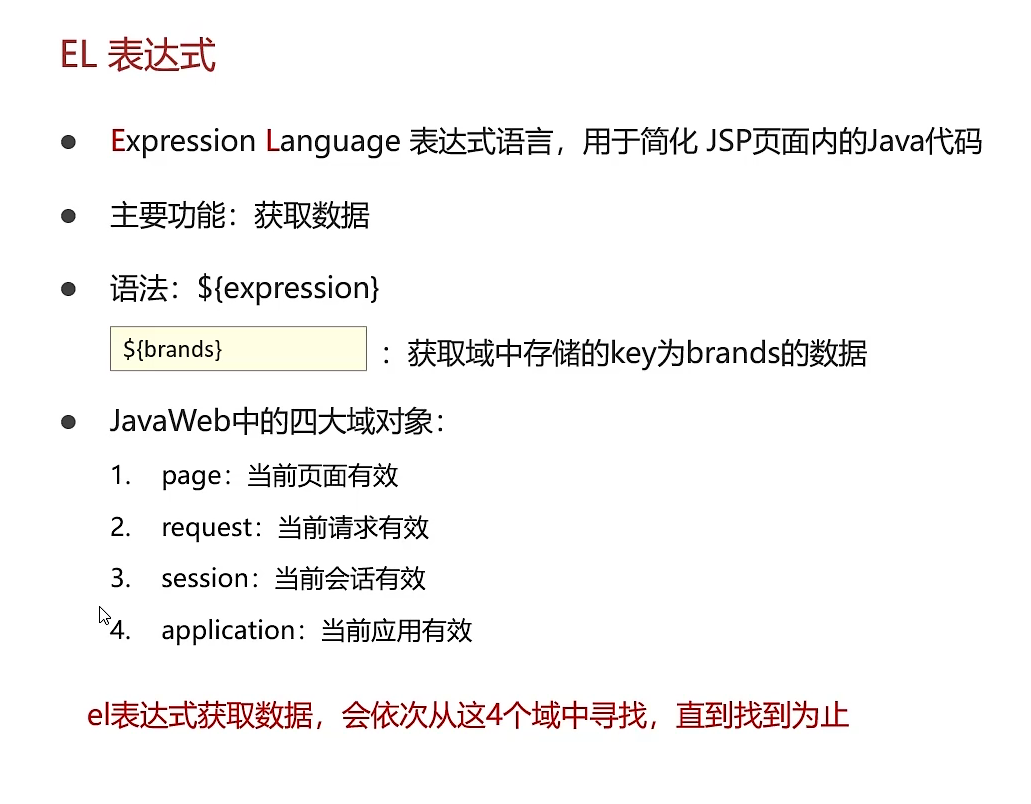 EL 表达式
● Expression Language 表达式语言，用于简化 JSP页面内的Java代码
● 主要功能：获取数据
● 语法：${expression}
${brands} ：获取域中存储的key为brands的数据
● JavaWeb中的四大域对象：
1. page：当前页面有效
2. request：当前请求有效
3. session：当前会话有效
4. application：当前应用有效
el表达式获取数据，会依次从这4个域中寻找，直到找到为止